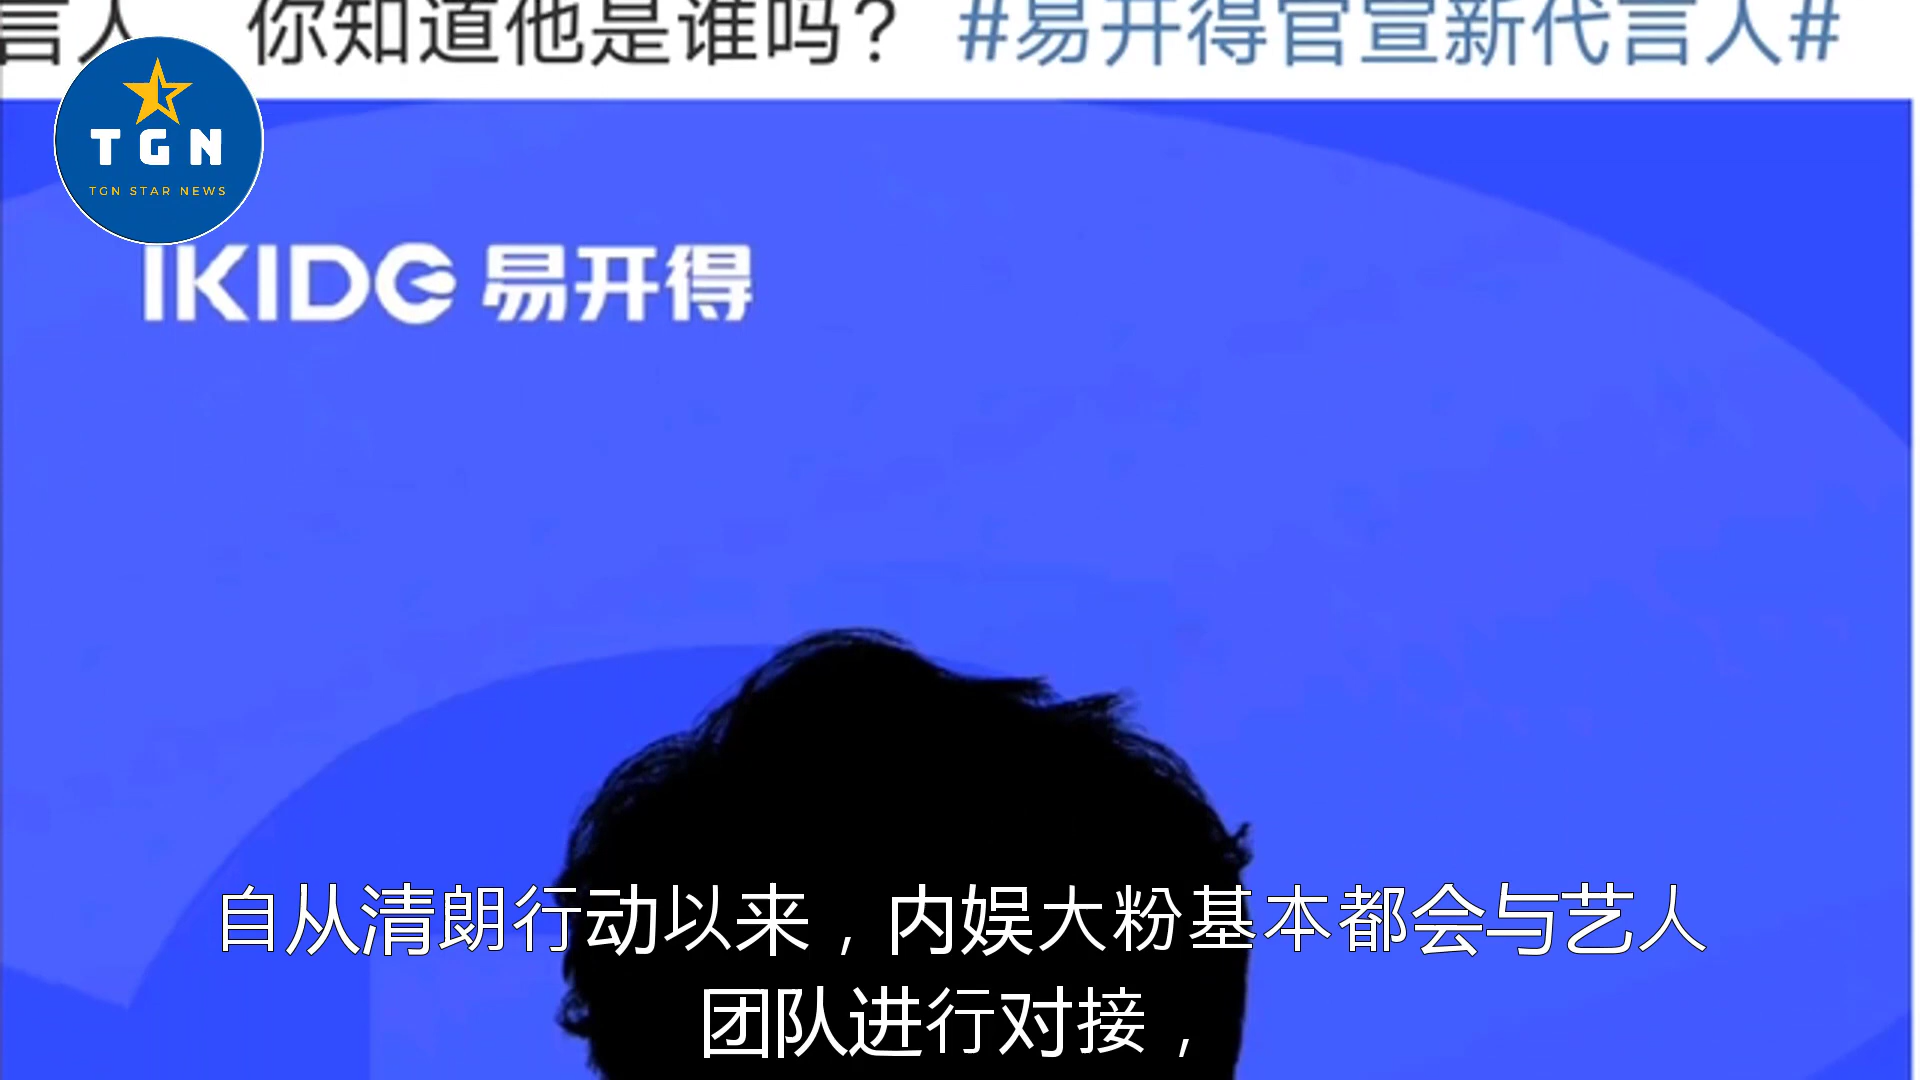 言人 你知道他是谁吗？ #易开得官宣新代言人#
TGN
TGN STAR NEWS
IKIDE 易开得
自从清朗行动以来，内娱大粉基本都会与艺人
团队进行对接，